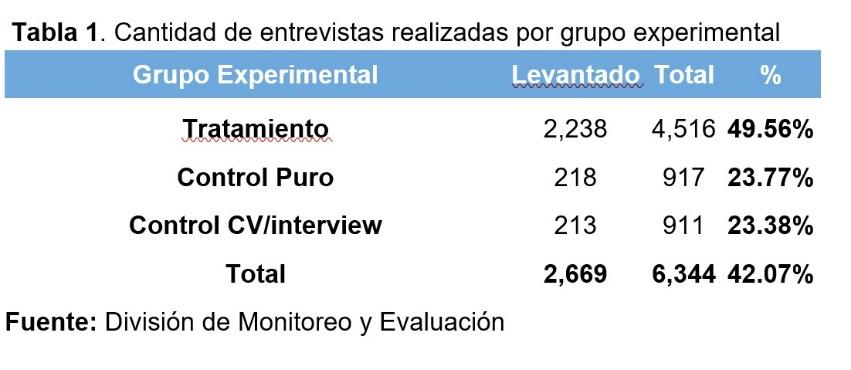 Tabla 1. Cantidad de entrevistas realizadas por grupo experimental
Grupo Experimental Levantado Total %
Tratamiento 2,238 4,516 49.56%
Control Puro 218 917 23.77%
Control CV/interview 213 911 23.38%
Total 2,669 6,344 42.07%
Fuente: División de Monitoreo y Evaluación